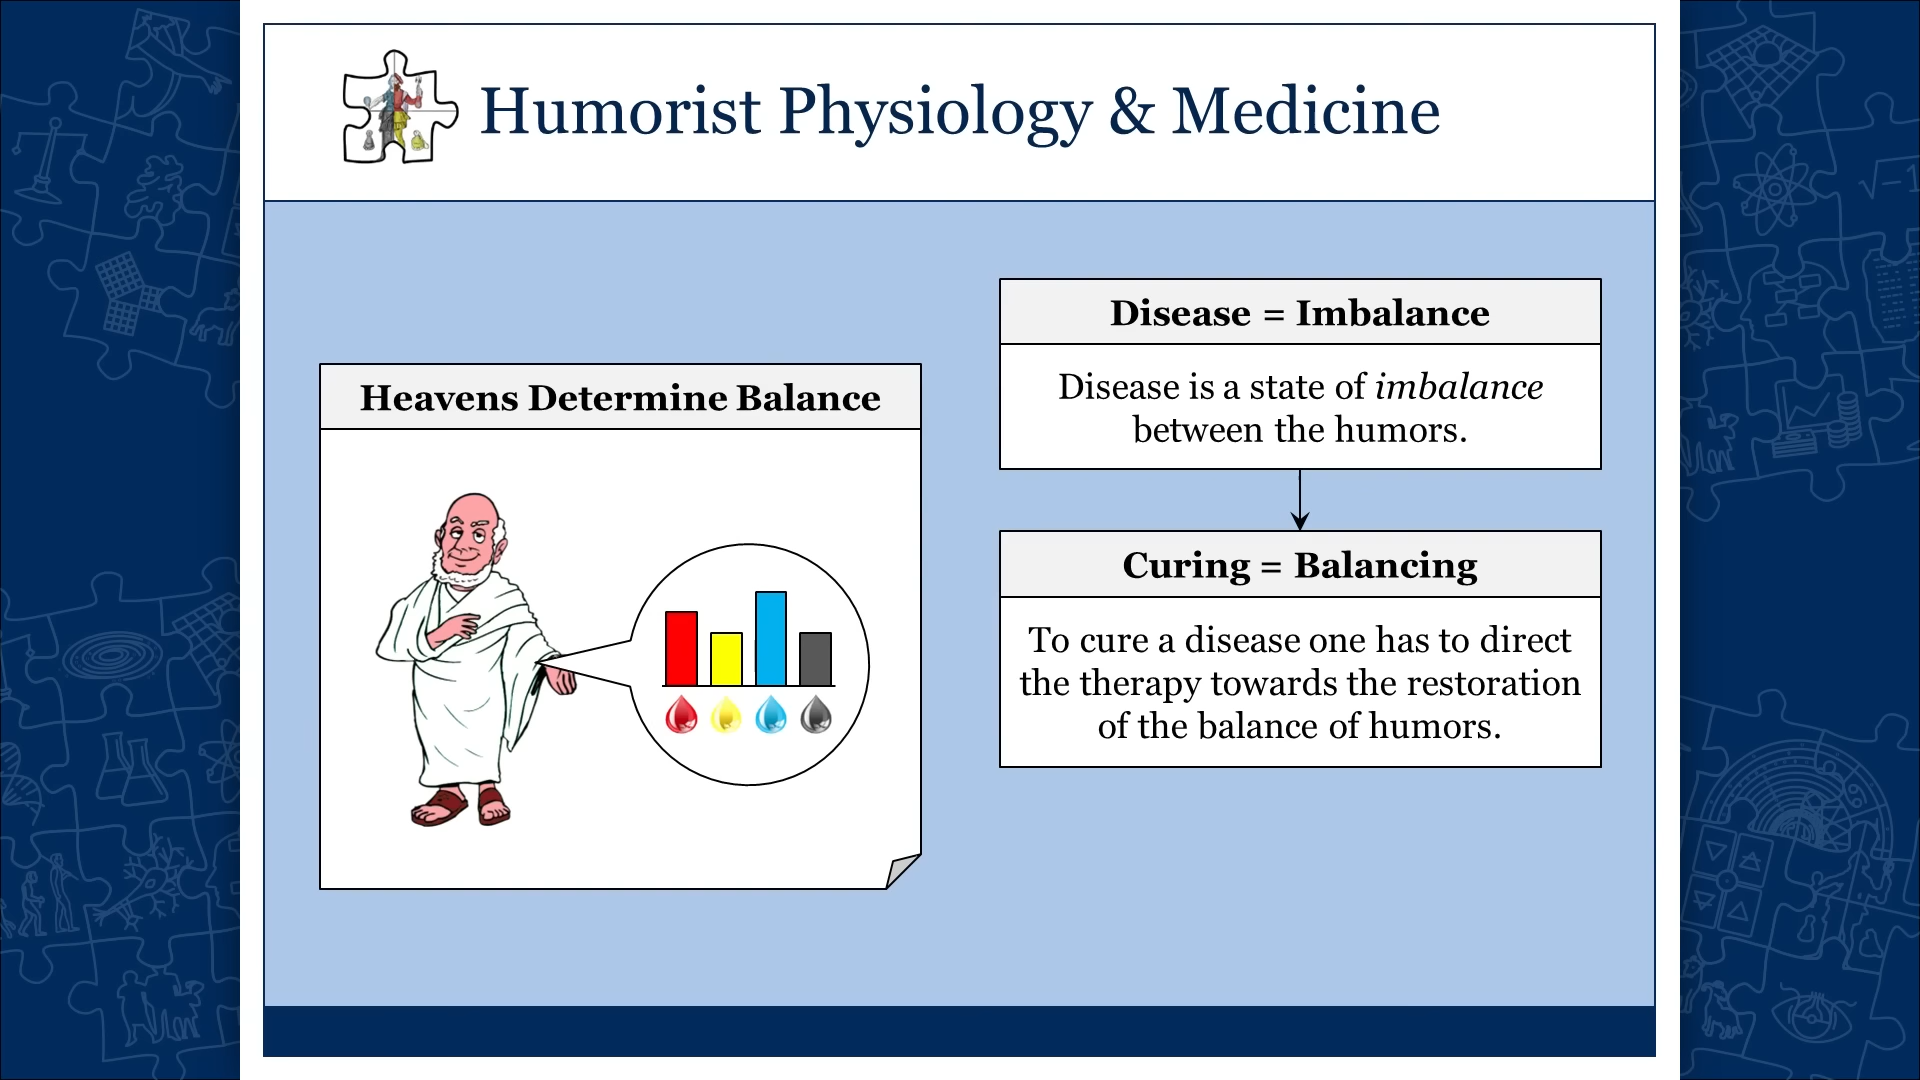 Humorist Physiology & Medicine
Heavens Determine Balance
Disease = Imbalance
Disease is a state of imbalance
between the humors.
Curing = Balancing
To cure a disease one has to direct
the therapy towards the restoration
of the balance of humors.